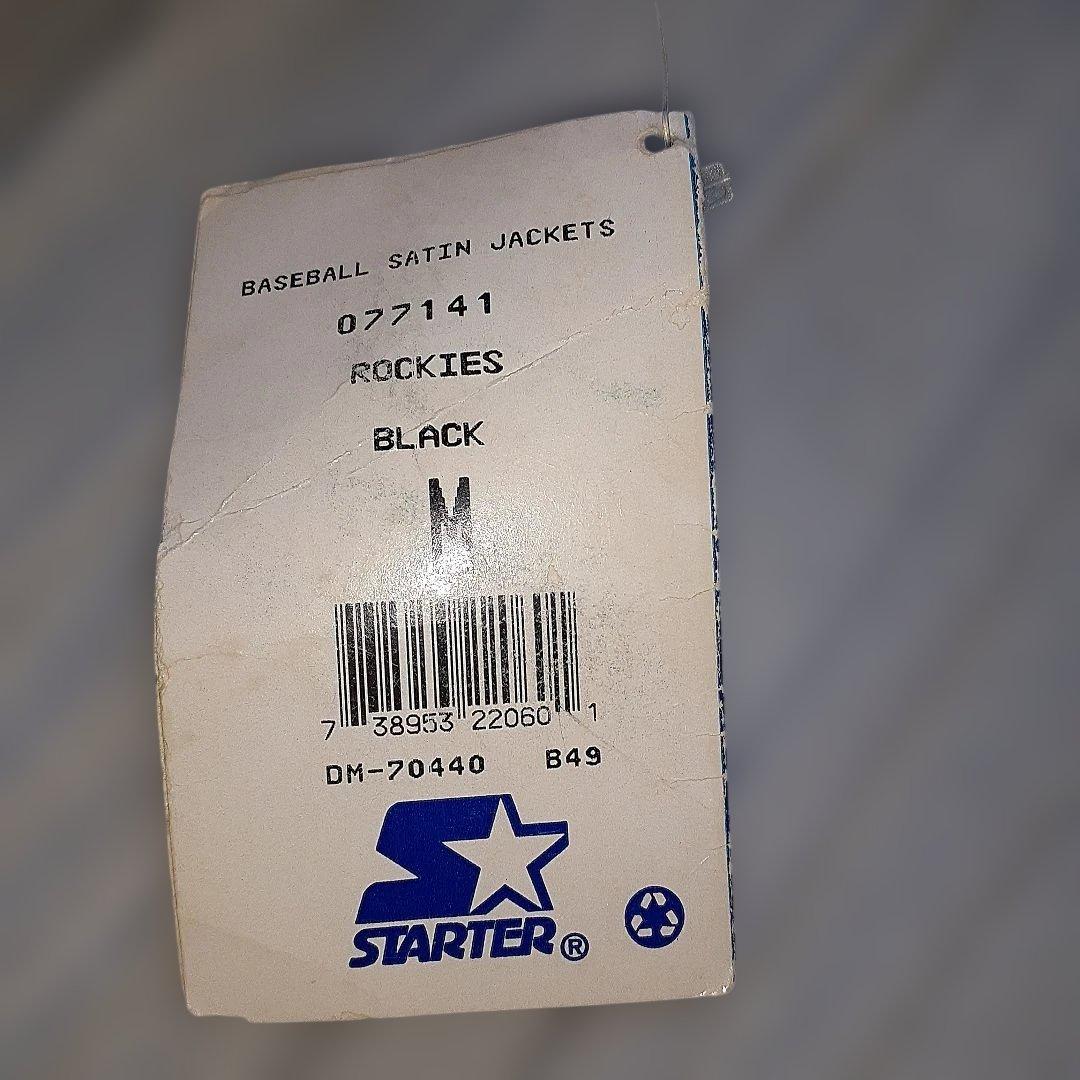 BASEBALL SATIN JACKETS
077141
ROCKIES
BLACK
M
7 38953 22060 1
DM-70440 B49
STARTER®